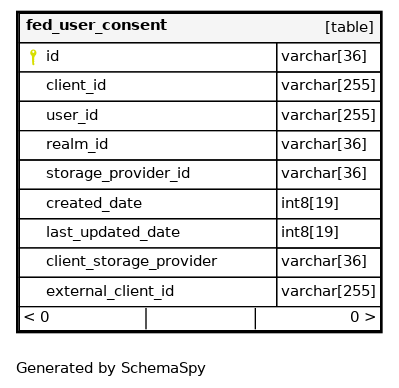 fed_user_consent [table]
id varchar[36]
client_id varchar[255]
user_id varchar[255]
realm_id varchar[36]
storage_provider_id varchar[36]
created_date int8[19]
last_updated_date int8[19]
client_storage_provider varchar[36]
external_client_id varchar[255]
< 0 0 >
Generated by SchemaSpy